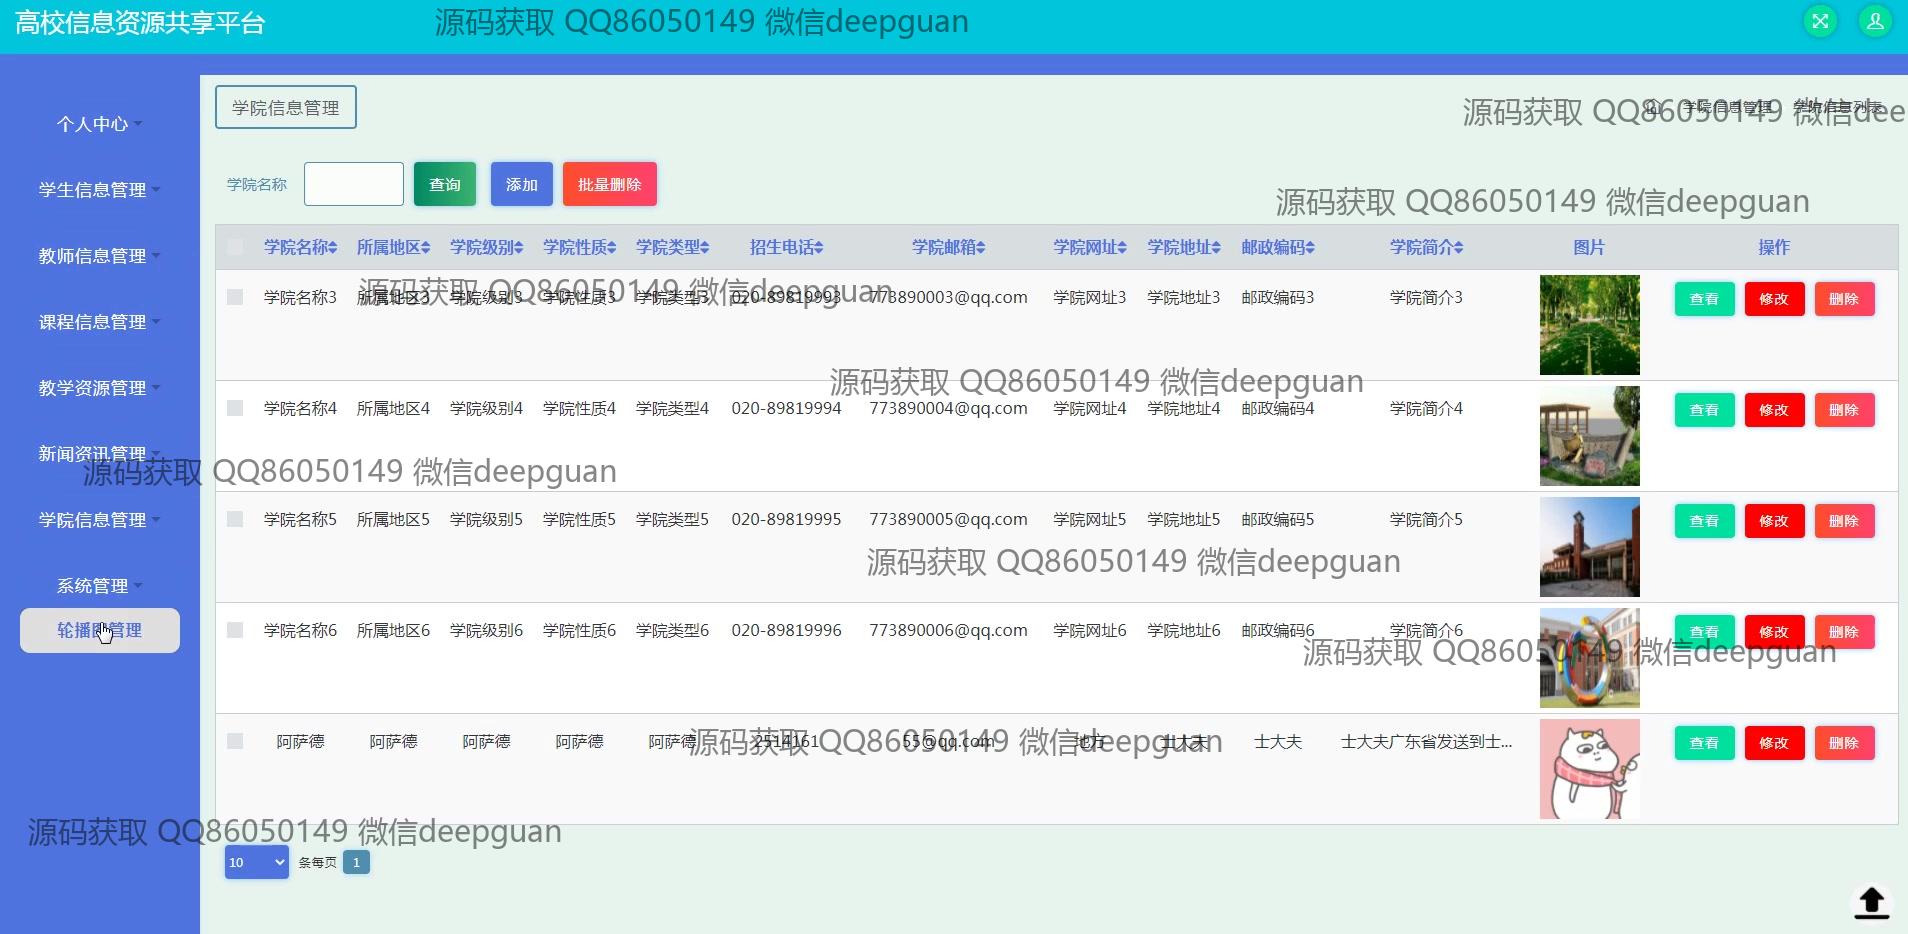 高校信息资源共享平台
源码获取 QQ86050149 微信deepguan
个人中心
学生信息管理
教师信息管理
课程信息管理
教学资源管理
新闻资讯管理
学院信息管理
系统管理
轮播图管理
学院信息管理
学院信息管理 学院信息列表
源码获取 QQ86050149 微信dee
学院名称 查询 添加 批量删除
源码获取 QQ86050149 微信deepguan
学院名称 所属地区 学院级别 学院性质 学院类型 招生电话 学院邮箱 学院网址 学院地址 邮政编码 学院简介 图片 操作
学院名称3 所属地区3 学院级别3 学院性质3 学院类型3 020-89819993 773890003@qq.com 学院网址3 学院地址3 邮政编码3 学院简介3 查看 修改 删除
源码获取 QQ86050149 微信deepguan
源码获取 QQ86050149 微信deepguan
学院名称4 所属地区4 学院级别4 学院性质4 学院类型4 020-89819994 773890004@qq.com 学院网址4 学院地址4 邮政编码4 学院简介4 查看 修改 删除
源码获取 QQ86050149 微信deepguan
学院名称5 所属地区5 学院级别5 学院性质5 学院类型5 020-89819995 773890005@qq.com 学院网址5 学院地址5 邮政编码5 学院简介5 查看 修改 删除
源码获取 QQ86050149 微信deepguan
学院名称6 所属地区6 学院级别6 学院性质6 学院类型6 020-89819996 773890006@qq.com 学院网址6 学院地址6 邮政编码6 学院简介6 查看 修改 删除
源码获取 QQ86050149 微信deepguan
阿萨德 阿萨德 阿萨德 阿萨德 阿萨德 2514161 55@qq.com 地方 士大夫 士大夫 士大夫广东省发送到士... 查看 修改 删除
源码获取 QQ86050149 微信deepguan
源码获取 QQ86050149 微信deepguan
10 条每页 1